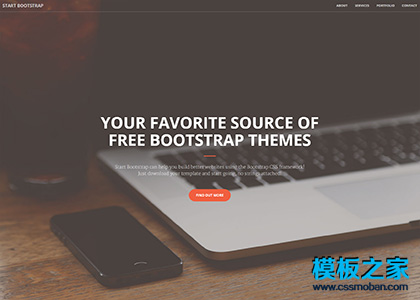 START BOOTSTRAP
ABOUT SERVICES PORTFOLIO CONTACT
YOUR FAVORITE SOURCE OF
FREE BOOTSTRAP THEMES
Start Bootstrap can help you build better websites using the Bootstrap CSS framework!
Just download your template and start going, no strings attached!
FIND OUT MORE
模板之家
www.cssmoban.com